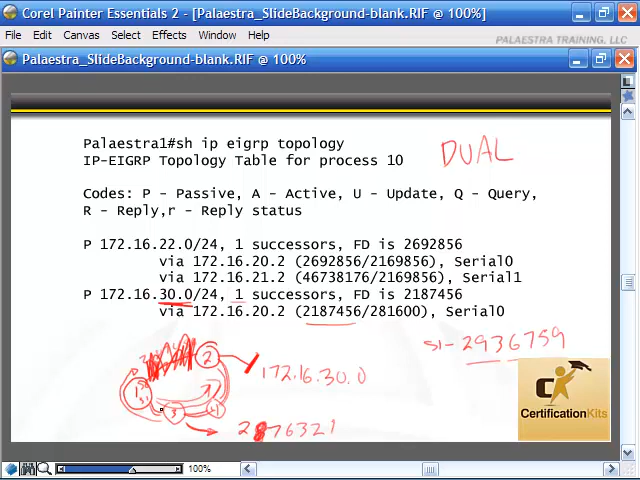 Corel Painter Essentials 2 - [Palaestra_SlideBackground-blank.RIF @ 100%]
File Edit Canvas Select Effects Window Help
PALAESTRA TRAINING, LLC.
Palaestra_SlideBackground-blank.RIF @ 100%
Palaestra1#sh ip eigrp topology
IP-EIGRP Topology Table for process 10
DUAL
Codes: P - Passive, A - Active, U - Update, Q - Query,
R - Reply,r - Reply status
P 172.16.22.0/24, 1 successors, FD is 2692856
via 172.16.20.2 (2692856/2169856), Serial0
via 172.16.21.2 (46738176/2169856), Serial1
P 172.16.30.0/24, 1 successors, FD is 2187456
via 172.16.20.2 (2187456/281600), Serial0
S1-2936759
2
172.16.30.0
1
3
4
2876321
CertificationKits
100%